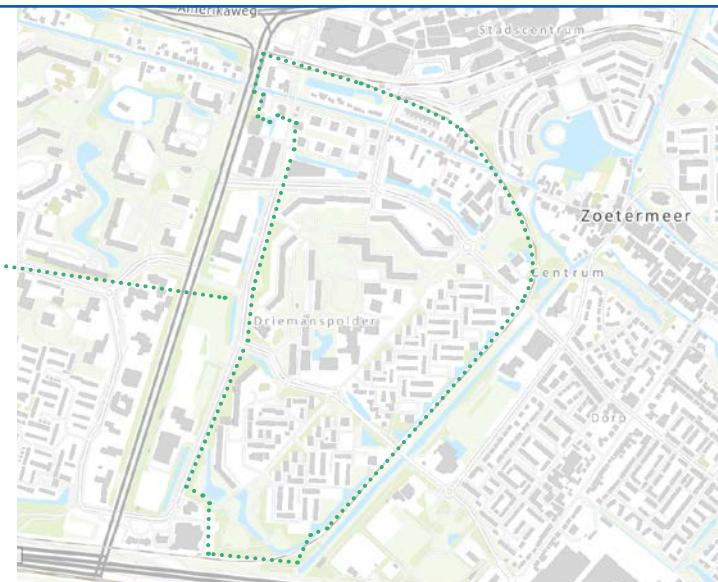 Amerikaweg
Stadscentrum
Zoetermeer
Centrum
Driemanspolder
Dorp